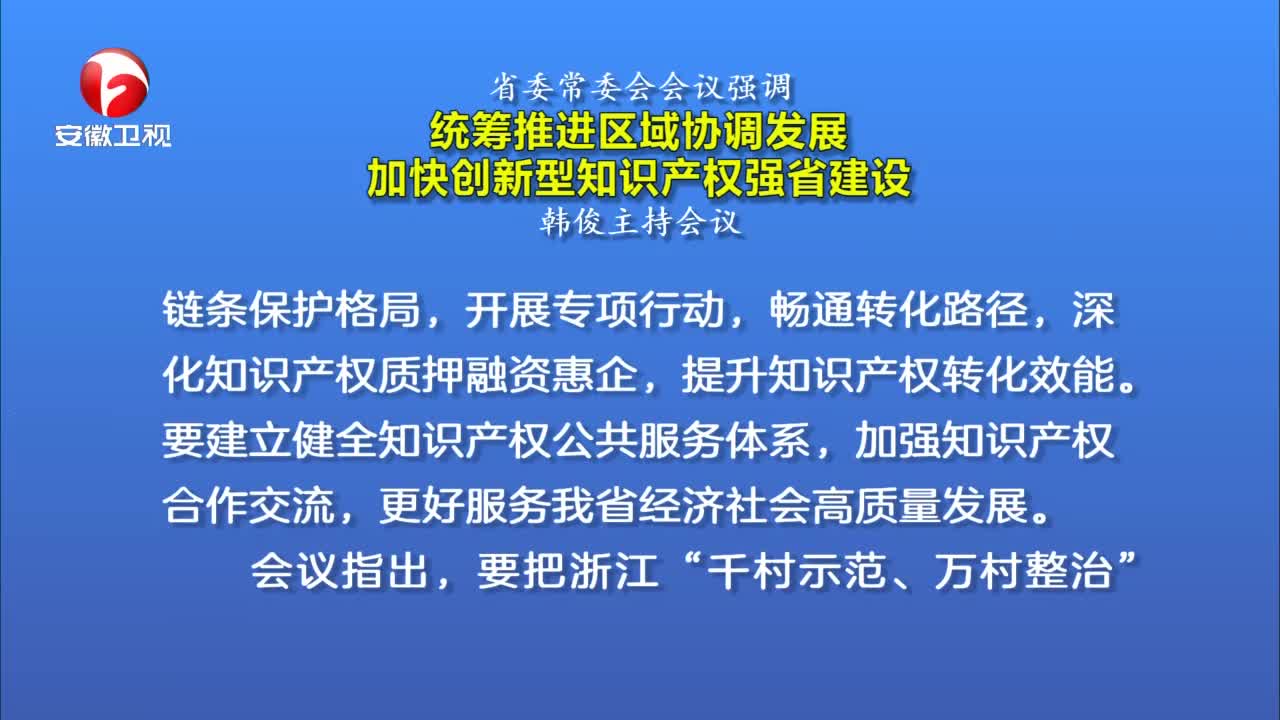 安徽卫视
省委常委会会议强调
统筹推进区域协调发展
加快创新型知识产权强省建设
韩俊主持会议
链条保护格局，开展专项行动，畅通转化路径，深
化知识产权质押融资惠企，提升知识产权转化效能。
要建立健全知识产权公共服务体系，加强知识产权
合作交流，更好服务我省经济社会高质量发展。
会议指出，要把浙江“千村示范、万村整治”